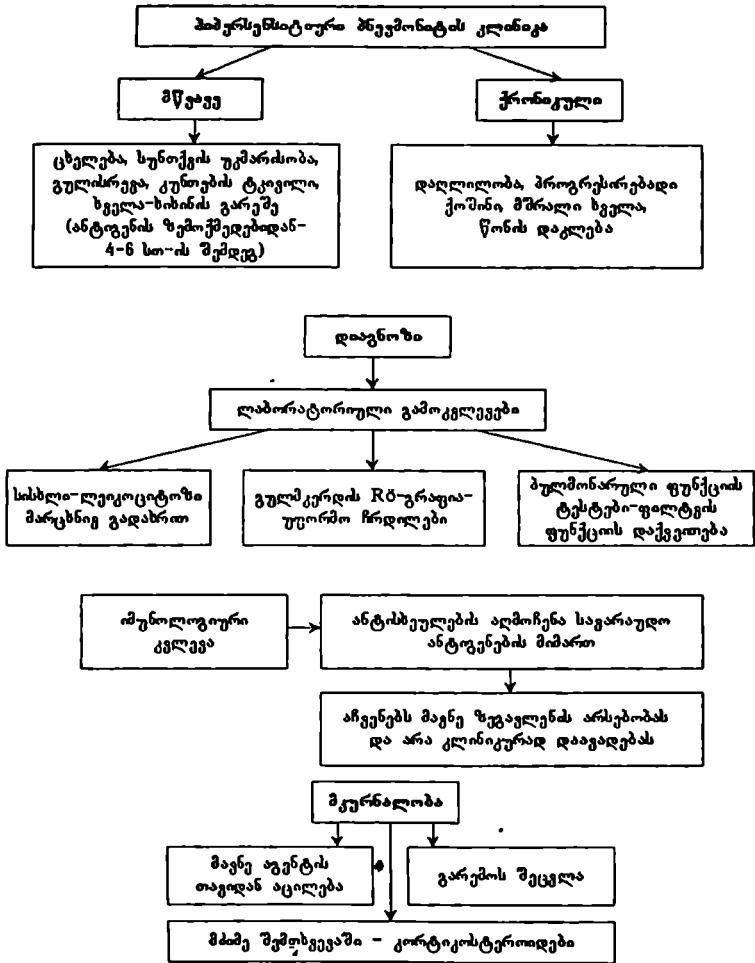 ჰიპერსენსიტიური პნევმონიტის კლინიკა
მწვავე
ქრონიკული
ცხელება, სუნთქვის უკმარისობა,
გულისრევა, კუნთების ტკივილი,
ხველა-სისინის გარეშე
(ანტიგენის ზემოქმედებიდან-
4-6 სთ-ის შემდეგ)
დაღლილობა, პროგრესირებადი
ქოშინი, მშრალი ხველა,
წონის დაკლება
დიაგნოზი
ლაბორატორიული გამოკვლევები
სისხლი-ლეიკოციტოზი
მარცხნივ გადახრით
გულმკერდის Rö-გრაფია-
უფორმო ჩრდილები
პულმონარული ფუნქციის
ტესტები-ფილტვის
ფუნქციის დაქვეითება
იმუნოლოგიური
კვლევა
ანტისხეულების აღმოჩენა სავარაუდო
ანტიგენების მიმართ
აჩვენებს მავნე ზეგავლენის არსებობას
და არა კლინიკურად დაავადებას
მკურნალობა
მავნე აგენტის
თავიდან აცილება
გარემოს შეცვლა
მძიმე შემთხვევაში – კორტიკოსტეროიდები